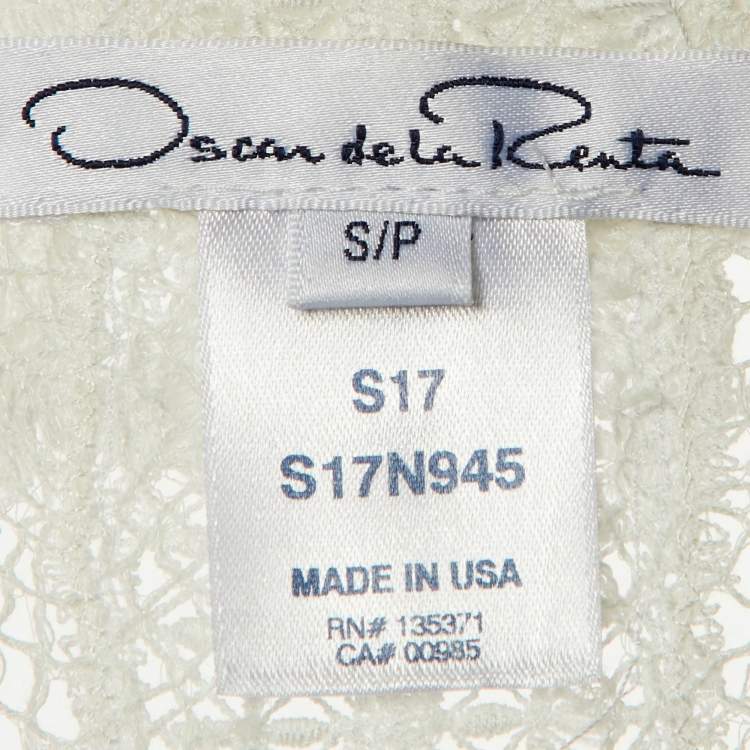 Oscar de la Renta
S/P
S17
S17N945
MADE IN USA
RN# 135371
CA# 00985